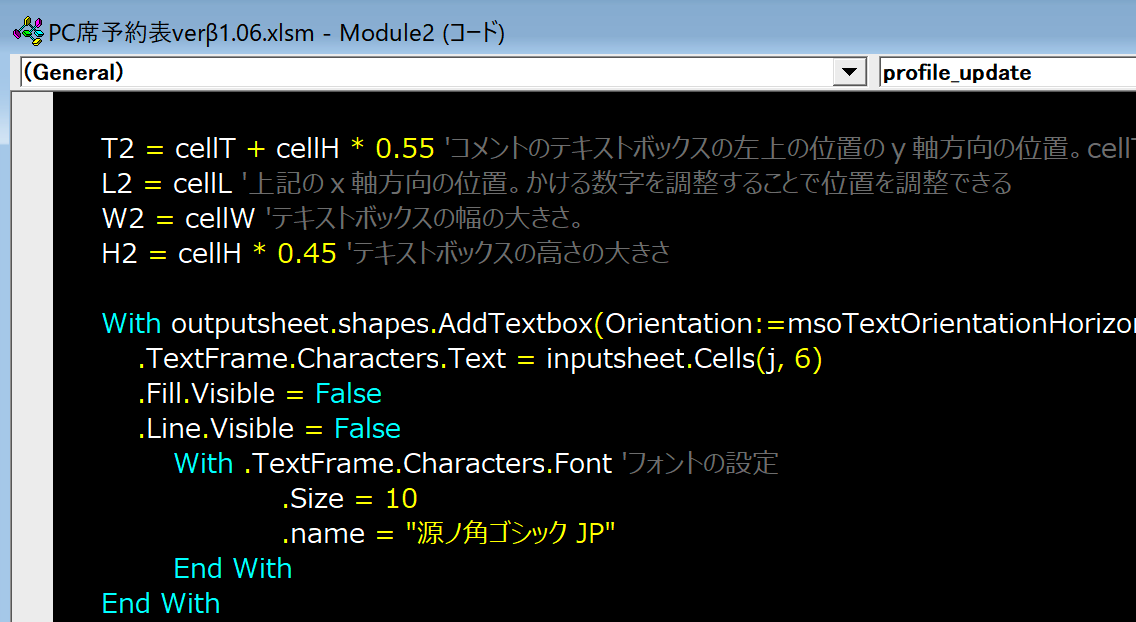 PC席予約表verβ1.06.xlsm - Module2 (コード)
(General)
profile_update
T2 = cellT + cellH * 0.55 'コメントのテキストボックスの左上の位置のｙ軸方向の位置。cellT
L2 = cellL '上記のｘ軸方向の位置。かける数字を調整することで位置を調整できる
W2 = cellW 'テキストボックスの幅の大きさ。
H2 = cellH * 0.45 'テキストボックスの高さの大きさ
With outputsheet.shapes.AddTextbox(Orientation:=msoTextOrientationHorizon
.TextFrame.Characters.Text = inputsheet.Cells(j, 6)
.Fill.Visible = False
.Line.Visible = False
With .TextFrame.Characters.Font 'フォントの設定
.Size = 10
.name = "源ノ角ゴシック JP"
End With
End With